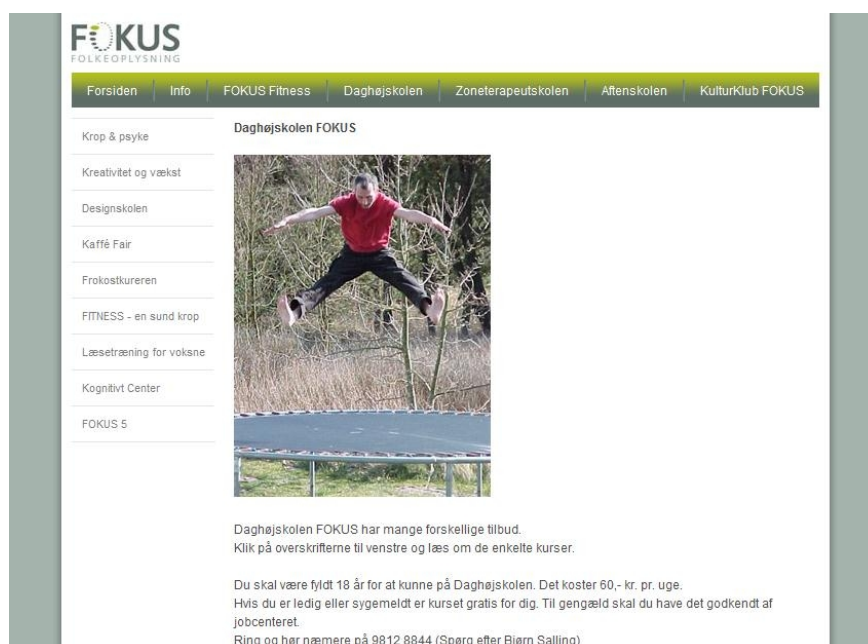 FOKUS
FOLKEOPLYSNING
Forsiden Info FOKUS Fitness Daghøjskolen Zoneterapeutskolen Aftenskolen KulturKlub FOKUS
Krop & psyke
Kreativitet og vækst
Designskolen
Kaffé Fair
Frokostkureren
FITNESS - en sund krop
Læsetræning for voksne
Kognitivt Center
FOKUS 5
Daghøjskolen FOKUS
Daghøjskolen FOKUS har mange forskellige tilbud.
Klik på overskrifterne til venstre og læs om de enkelte kurser.
Du skal være fyldt 18 år for at kunne på Daghøjskolen. Det koster 60,- kr. pr. uge.
Hvis du er ledig eller sygemeldt er kurset gratis for dig. Til gengæld skal du have det godkendt af
jobcenteret.
Ring og hør næmere på 9812 8844 (Spørg efter Bjørn Salling)